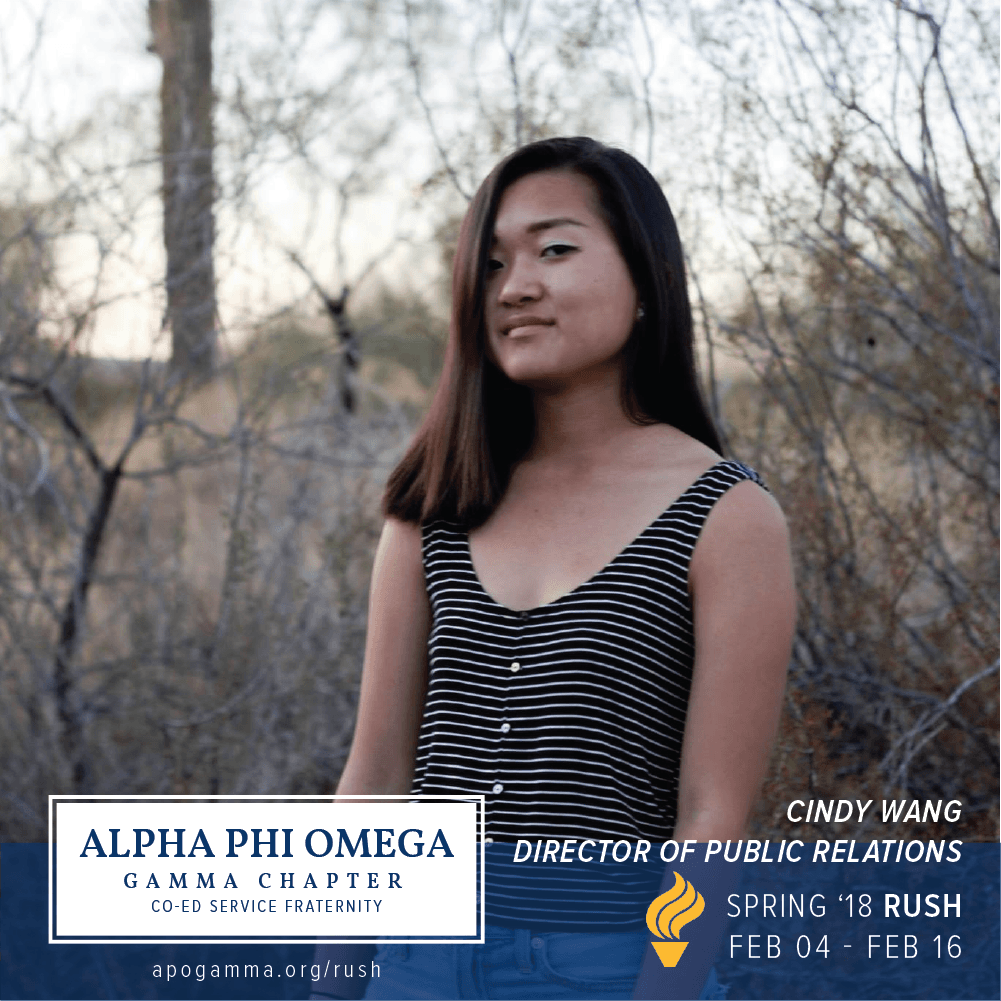 ALPHA PHI OMEGA
GAMMA CHAPTER
CO-ED SERVICE FRATERNITY
apogamma.org/rush
CINDY WANG
DIRECTOR OF PUBLIC RELATIONS
SPRING ‘18 RUSH
FEB 04 - FEB 16